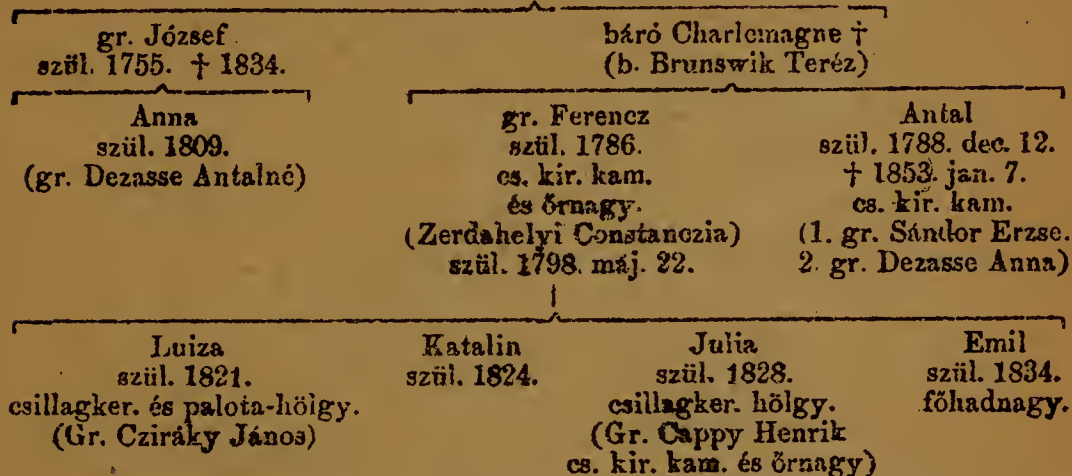 gr. József
szül. 1755. † 1834.
báró Charlemagne †
(b. Brunswik Teréz)
Anna
szül. 1809.
(gr. Dezasse Antalné)
gr. Ferencz
szül. 1786.
cs. kir. kam.
és őrnagy.
(Zerdahelyi Constanczia)
szül. 1798. máj. 22.
Antal
szül. 1788. dec. 12.
† 1853. jan. 7.
cs. kir. kam.
(1. gr. Sándor Erzse.
2. gr. Dezasse Anna)
Luiza
szül. 1821.
csillagker. és palota-hölgy.
(Gr. Cziráky János)
Katalin
szül. 1824.
Julia
szül. 1828.
csillagker. hölgy.
(Gr. Cappy Henrik
cs. kir. kam. és őrnagy)
Emil
szül. 1834.
főhadnagy.